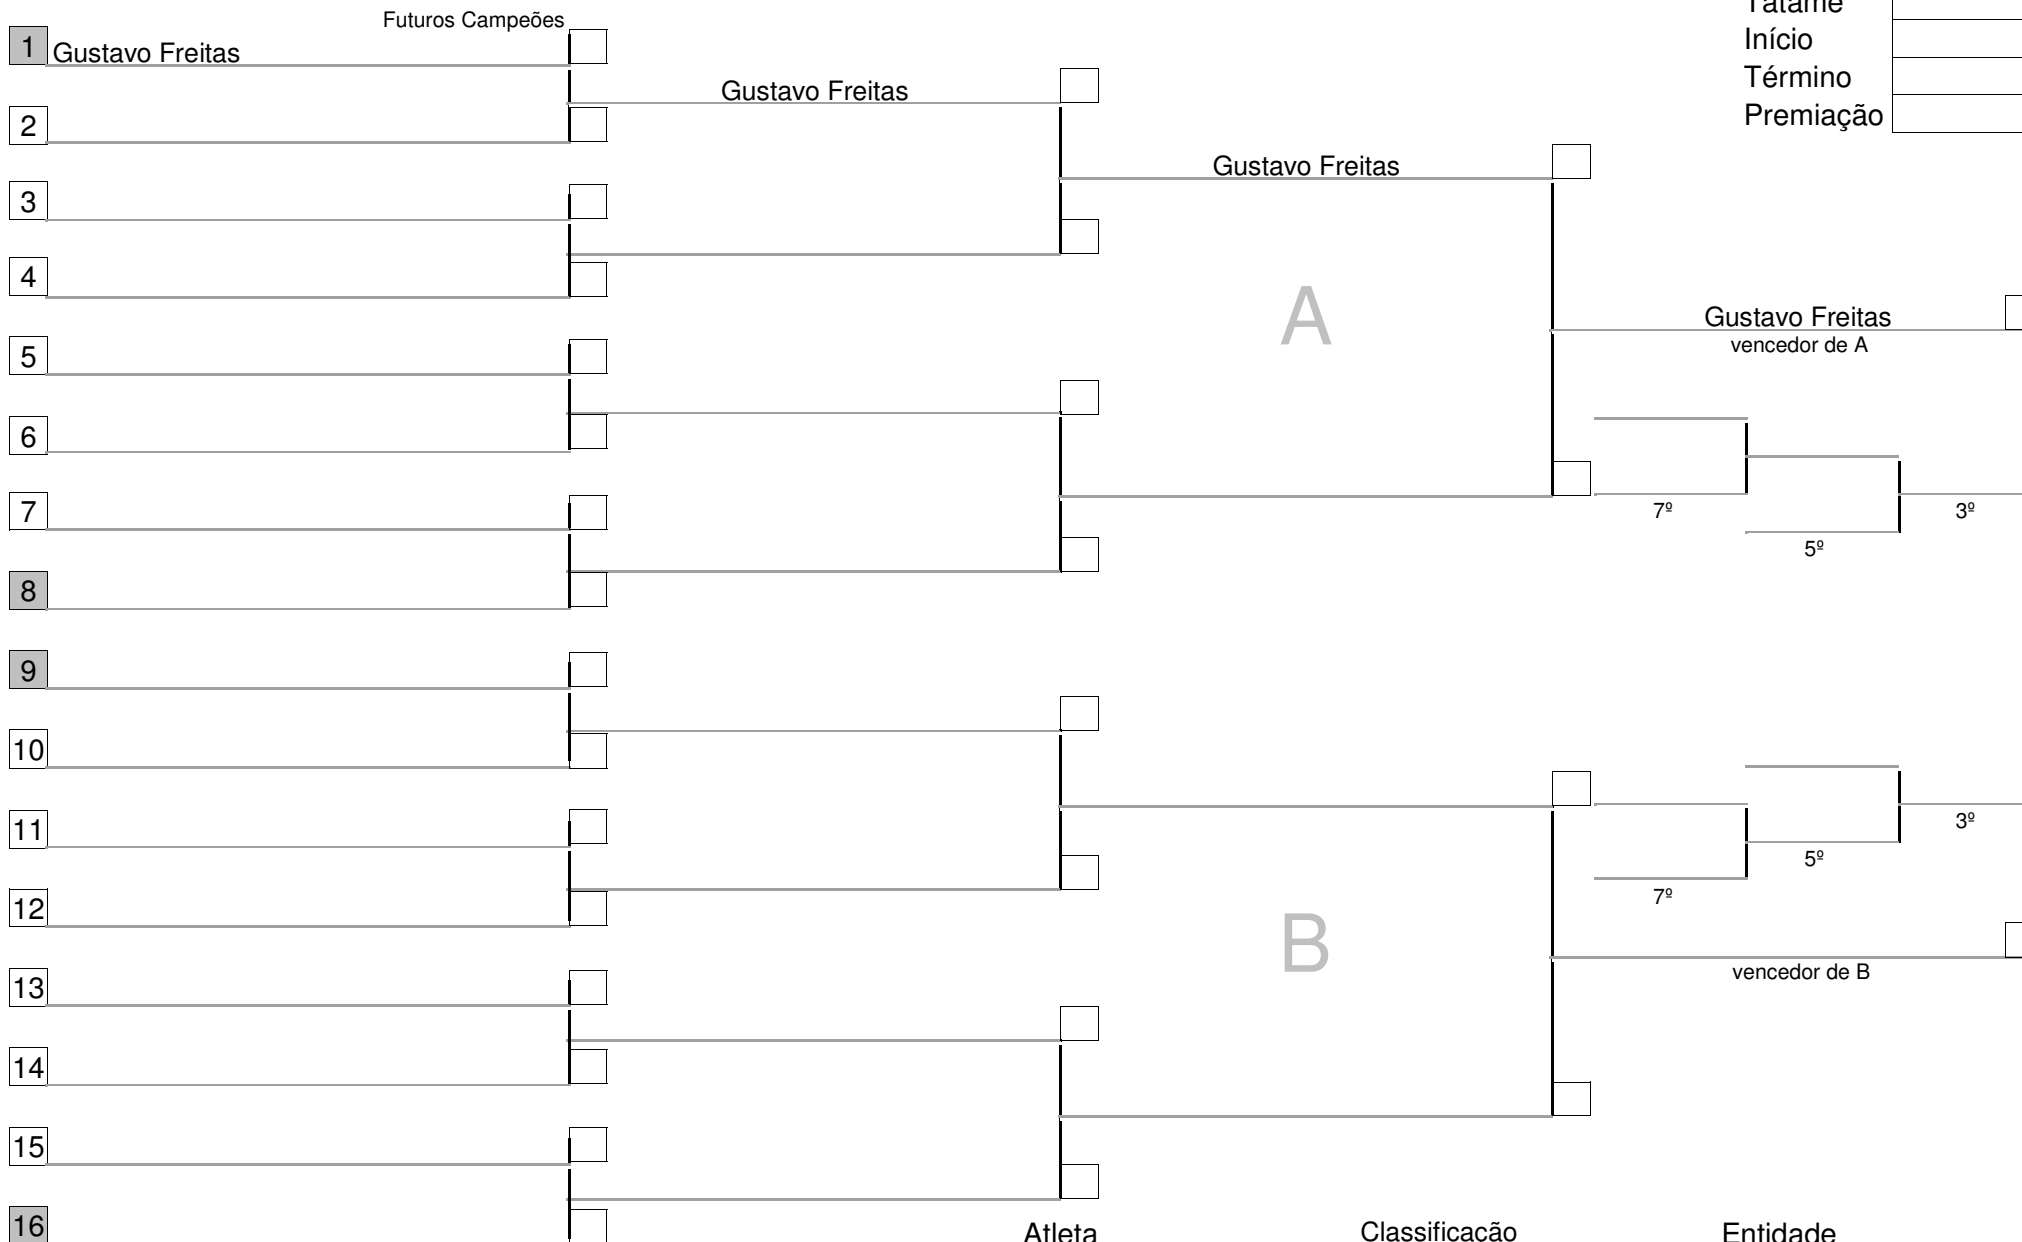 Futuros Campeões
Tatame
1 Gustavo Freitas
Início
Gustavo Freitas
Término
2
Premiação
Gustavo Freitas
3
4
A
Gustavo Freitas
vencedor de A
5
6
7
7º
3º
5º
8
9
10
11
3º
5º
12
7º
B
vencedor de B
13
14
15
16
Atleta
Classificação
Entidade